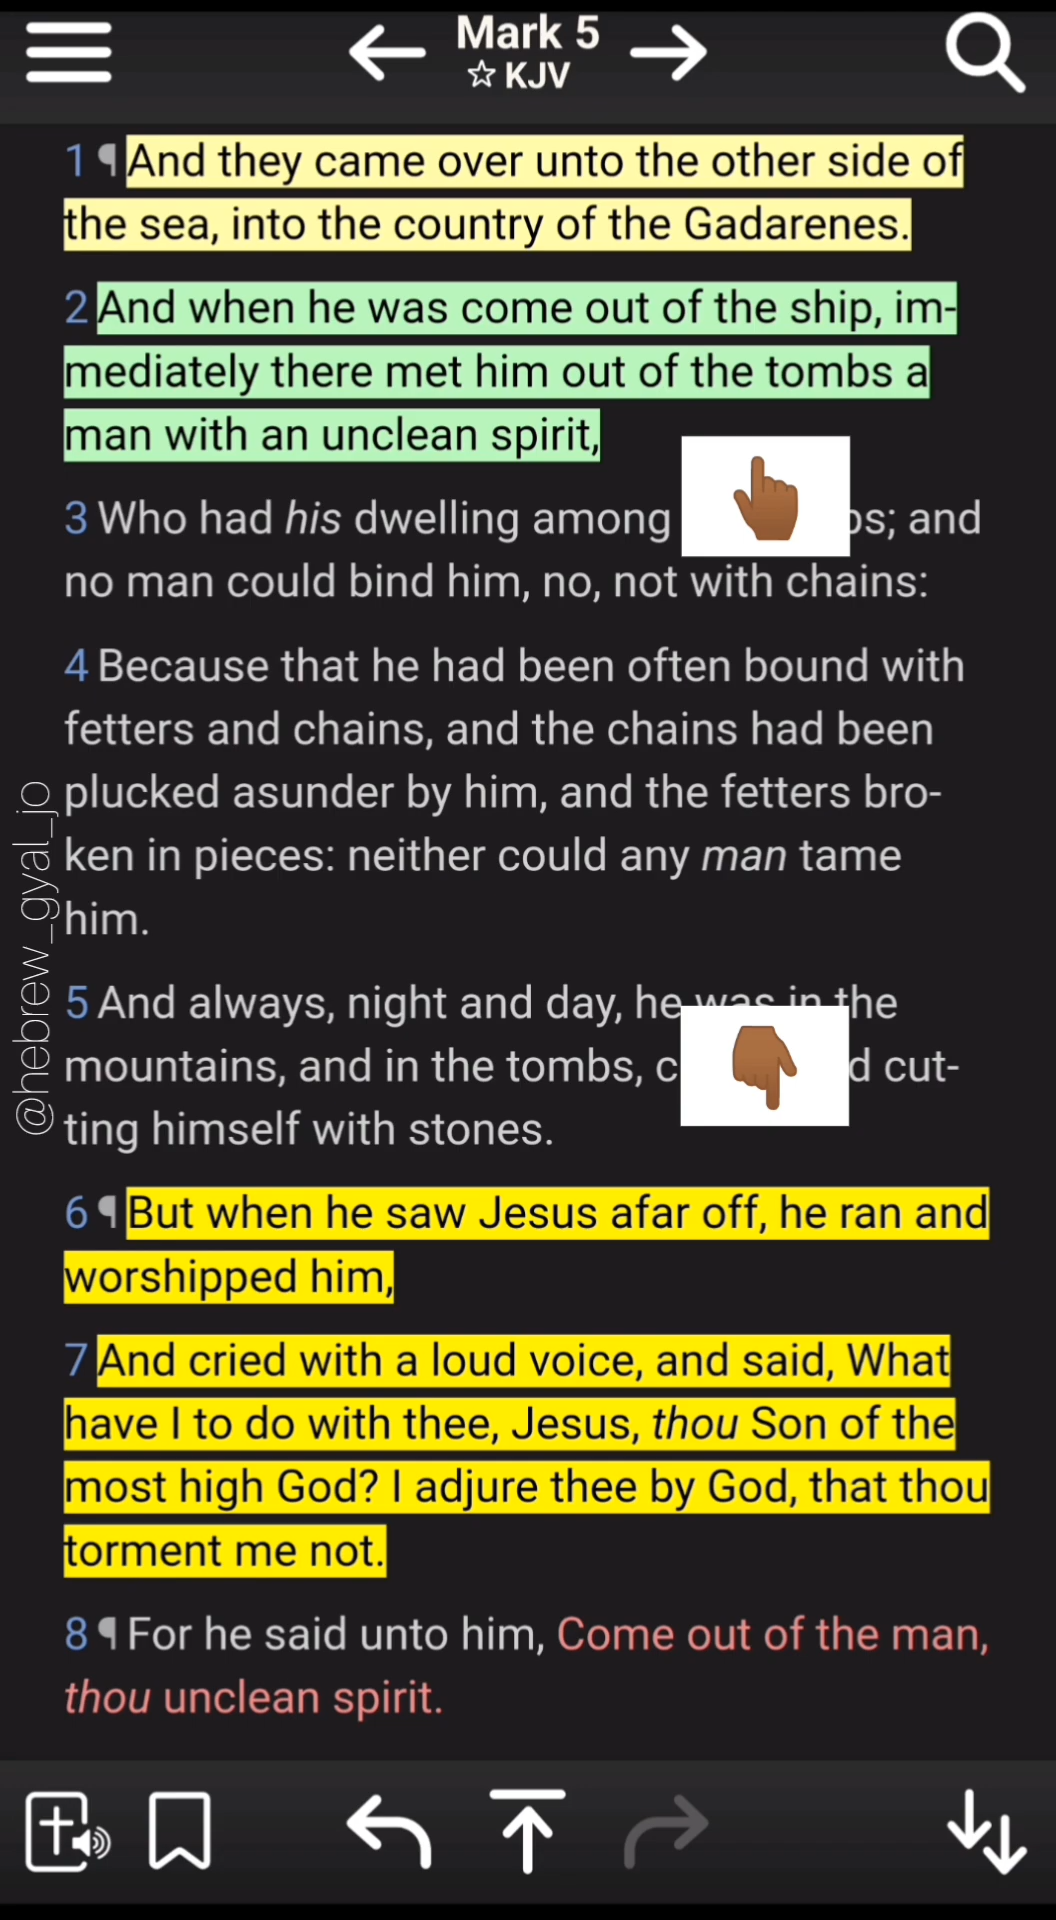 Mark 5
☆ KJV
1 ¶ And they came over unto the other side of
the sea, into the country of the Gadarenes.
2 And when he was come out of the ship, im-
mediately there met him out of the tombs a
man with an unclean spirit,
3 Who had his dwelling among os; and
no man could bind him, no, not with chains:
4 Because that he had been often bound with
fetters and chains, and the chains had been
plucked asunder by him, and the fetters bro-
ken in pieces: neither could any man tame
him.
5 And always, night and day, he was in the
mountains, and in the tombs, c d cut-
ting himself with stones.
6 ¶ But when he saw Jesus afar off, he ran and
worshipped him,
7 And cried with a loud voice, and said, What
have I to do with thee, Jesus, thou Son of the
most high God? I adjure thee by God, that thou
torment me not.
8 ¶ For he said unto him, Come out of the man,
thou unclean spirit.
@hebrew_gyal_jo